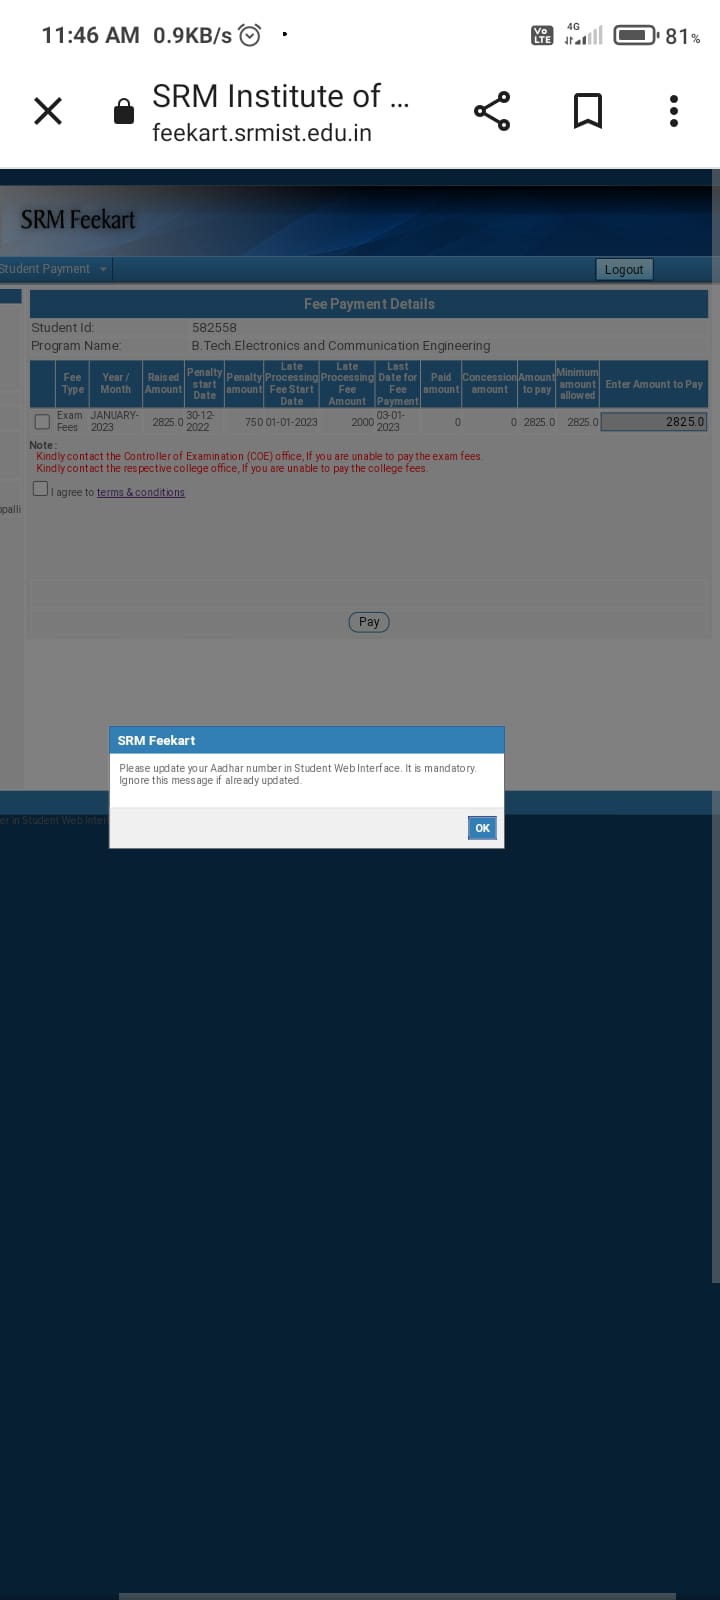 11:46 AM 0.9KB/s
Vo LTE 4G 81%
SRM Institute of ...
feekart.srmist.edu.in
SRM Feekart
Student Payment
Logout
Fee Payment Details
Student Id: 582558
Program Name: B.Tech.Electronics and Communication Engineering
Fee Type Year / Month Raised Amount Penalty start Date Penalty amount Late Processing Fee Start Date Late Processing Fee Amount Last Date for Fee Payment Paid amount Concession amount Amount to pay Minimum amount allowed Enter Amount to Pay
Exam Fees JANUARY-2023 2825.0 30-12-2022 750 01-01-2023 2000 03-01-2023 0 0 2825.0 2825.0 2825.0
Note:
Kindly contact the Controller of Examination (COE) office, If you are unable to pay the exam fees.
Kindly contact the respective college office, If you are unable to pay the college fees.
I agree to terms & conditions
ppalli
Pay
SRM Feekart
Please update your Aadhar number in Student Web Interface. It is mandatory.
Ignore this message if already updated.
OK
er in Student Web Interf